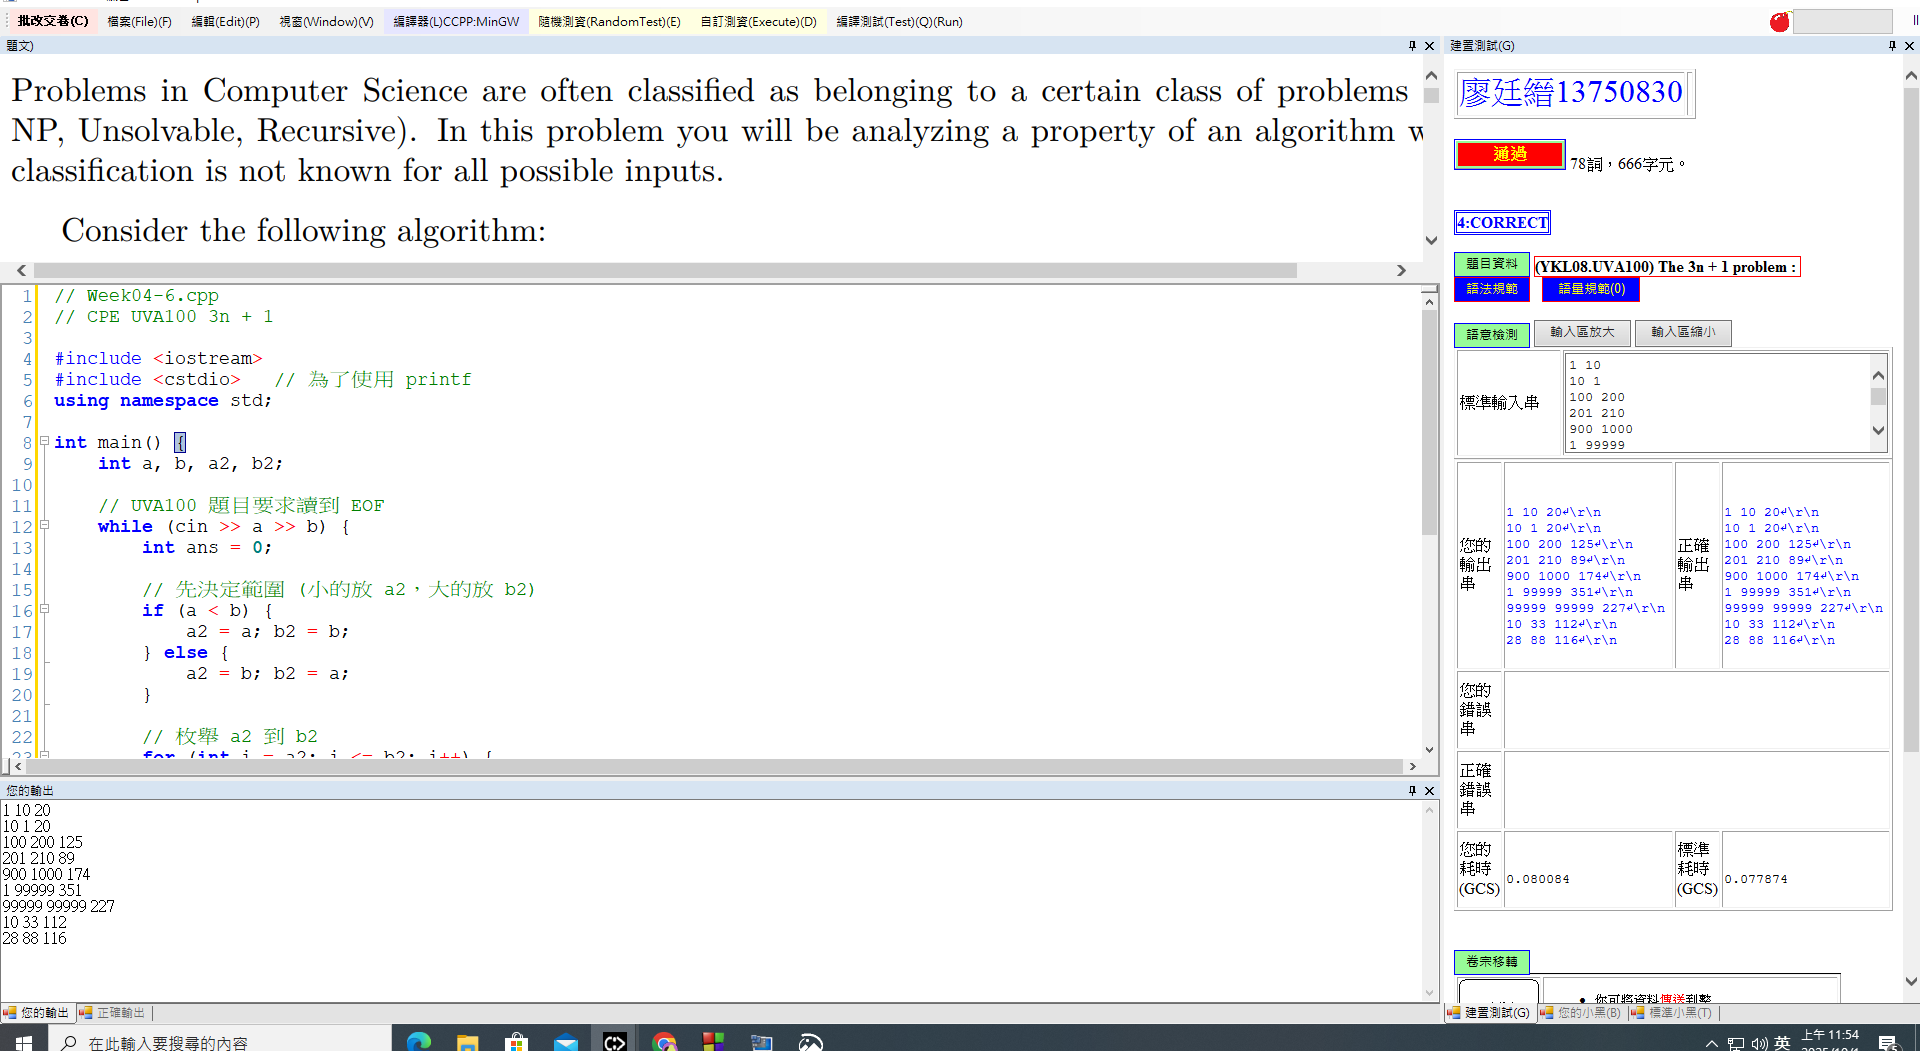 批改交卷(C) 檔案(File)(F) 編輯(Edit)(P) 視窗(Window)(V) 編譯器(L)CCPP:MinGW 隨機測資(RandomTest)(E) 自訂測資(Execute)(D) 編譯測試(Test)(Q)(Run)
題文)
Problems in Computer Science are often classified as belonging to a certain class of problems
NP, Unsolvable, Recursive). In this problem you will be analyzing a property of an algorithm w
classification is not known for all possible inputs.
Consider the following algorithm:
1 // Week04-6.cpp
2 // CPE UVA100 3n + 1
3
4 #include <iostream>
5 #include <cstdio> // 為了使用 printf
6 using namespace std;
7
8 int main() {
9 int a, b, a2, b2;
10
11 // UVA100 題目要求讀到 EOF
12 while (cin >> a >> b) {
13 int ans = 0;
14
15 // 先決定範圍 (小的放 a2，大的放 b2)
16 if (a < b) {
17 a2 = a; b2 = b;
18 } else {
19 a2 = b; b2 = a;
20 }
21
22 // 枚舉 a2 到 b2
23 for (int i = a2; i <= b2; i++) {
您的輸出
1 10 20
10 1 20
100 200 125
201 210 89
900 1000 174
1 99999 351
99999 99999 227
10 33 112
28 88 116
您的輸出 正確輸出
建置測試(G)
廖廷縉13750830
通過 78詞，666字元。
4:CORRECT
題目資料 (YKL08.UVA100) The 3n + 1 problem :
語法規範 語量規範(0)
語意檢測 輸入區放大 輸入區縮小
標準輸入串
1 10
10 1
100 200
201 210
900 1000
1 99999
您的輸出串
1 10 20↵\r\n
10 1 20↵\r\n
100 200 125↵\r\n
201 210 89↵\r\n
900 1000 174↵\r\n
1 99999 351↵\r\n
99999 99999 227↵\r\n
10 33 112↵\r\n
28 88 116↵\r\n
正確輸出串
1 10 20↵\r\n
10 1 20↵\r\n
100 200 125↵\r\n
201 210 89↵\r\n
900 1000 174↵\r\n
1 99999 351↵\r\n
99999 99999 227↵\r\n
10 33 112↵\r\n
28 88 116↵\r\n
您的錯誤串
正確錯誤串
您的耗時(GCS) 0.080084 標準耗時(GCS) 0.077874
卷宗移轉
• 你可將資料傳送到整
建置測試(G) 您的小黑(B) 標準小黑(T)
在此輸入要搜尋的內容
英 上午 11:54